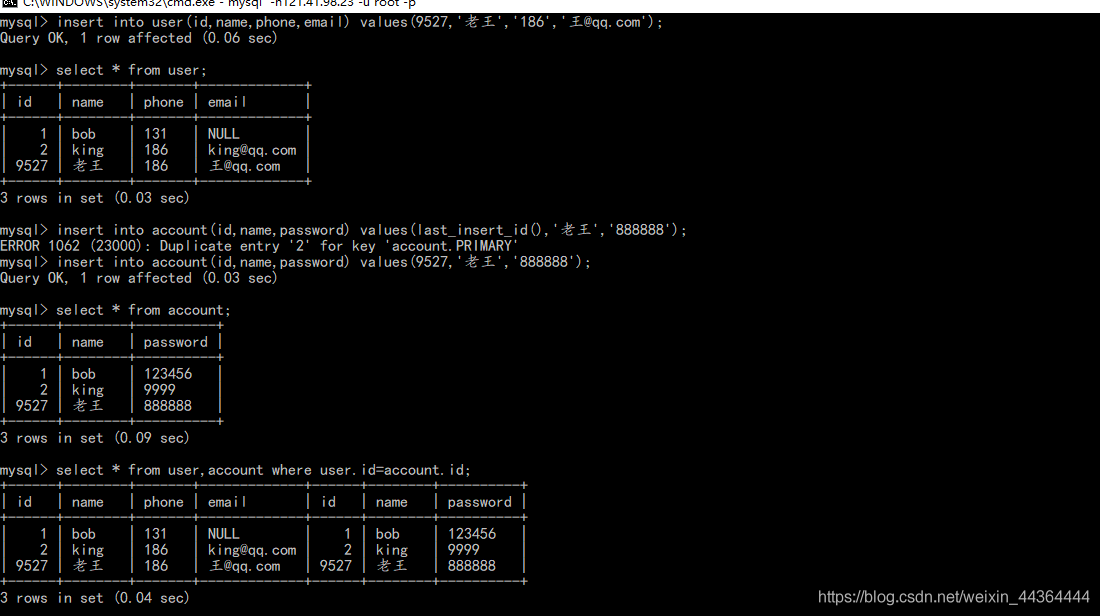 C:\WINDOWS\system32\cmd.exe - mysql -h121.41.98.23 -u root -p
mysql> insert into user(id,name,phone,email) values(9527,'老王','186','王@qq.com');
Query OK, 1 row affected (0.06 sec)
mysql> select * from user;
+------+------+-------+-------------+
| id | name | phone | email |
+------+------+-------+-------------+
| 1 | bob | 131 | NULL |
| 2 | king | 186 | king@qq.com |
| 9527 | 老王 | 186 | 王@qq.com |
+------+------+-------+-------------+
3 rows in set (0.03 sec)
mysql> insert into account(id,name,password) values(last_insert_id(),'老王','888888');
ERROR 1062 (23000): Duplicate entry '2' for key 'account.PRIMARY'
mysql> insert into account(id,name,password) values(9527,'老王','888888');
Query OK, 1 row affected (0.03 sec)
mysql> select * from account;
+------+------+----------+
| id | name | password |
+------+------+----------+
| 1 | bob | 123456 |
| 2 | king | 9999 |
| 9527 | 老王 | 888888 |
+------+------+----------+
3 rows in set (0.09 sec)
mysql> select * from user,account where user.id=account.id;
+------+------+-------+-------------+------+------+----------+
| id | name | phone | email | id | name | password |
+------+------+-------+-------------+------+------+----------+
| 1 | bob | 131 | NULL | 1 | bob | 123456 |
| 2 | king | 186 | king@qq.com | 2 | king | 9999 |
| 9527 | 老王 | 186 | 王@qq.com | 9527 | 老王 | 888888 |
+------+------+-------+-------------+------+------+----------+
3 rows in set (0.04 sec)
https://blog.csdn.net/weixin_44364444